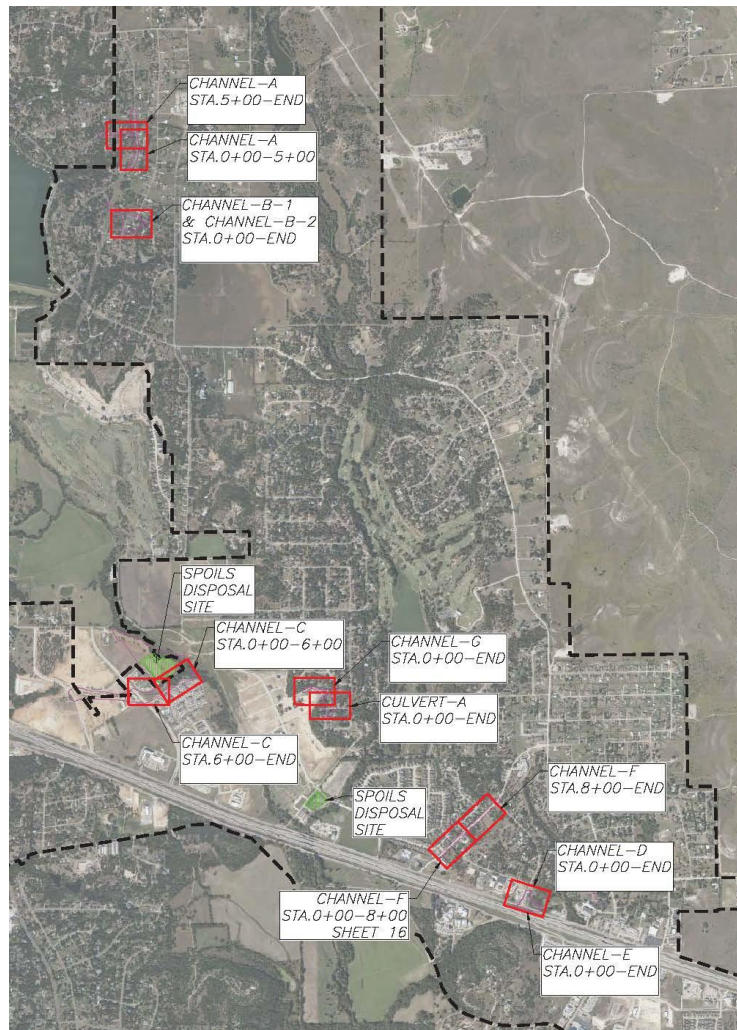 CHANNEL-A
STA.5+00-END
CHANNEL-A
STA.0+00-5+00
CHANNEL-B-1
& CHANNEL-B-2
STA.0+00-END
SPOILS
DISPOSAL
SITE
CHANNEL-C
STA.0+00-6+00
CHANNEL-G
STA.0+00-END
CULVERT-A
STA.0+00-END
CHANNEL-C
STA.6+00-END
CHANNEL-F
STA.8+00-END
SPOILS
DISPOSAL
SITE
CHANNEL-D
STA.0+00-END
CHANNEL-F
STA.0+00-8+00
SHEET 16
CHANNEL-E
STA.0+00-END